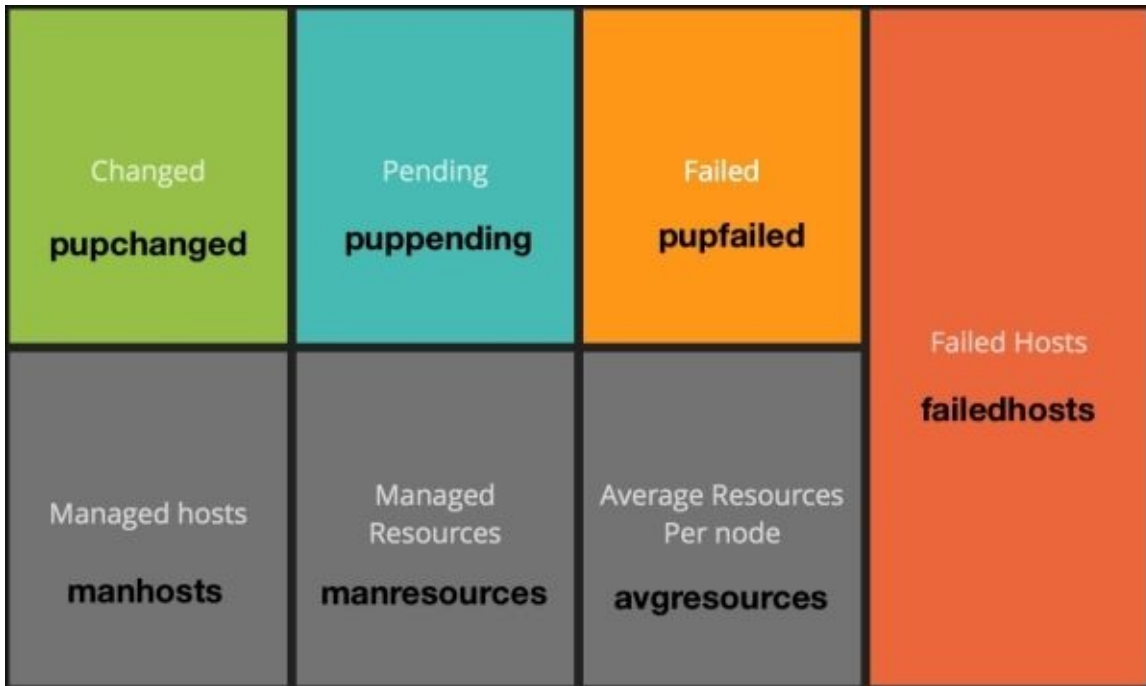 Changed
pupchanged
Pending
puppending
Failed
pupfailed
Failed Hosts
failedhosts
Managed hosts
manhosts
Managed
Resources
manresources
Average Resources
Per node
avgresources